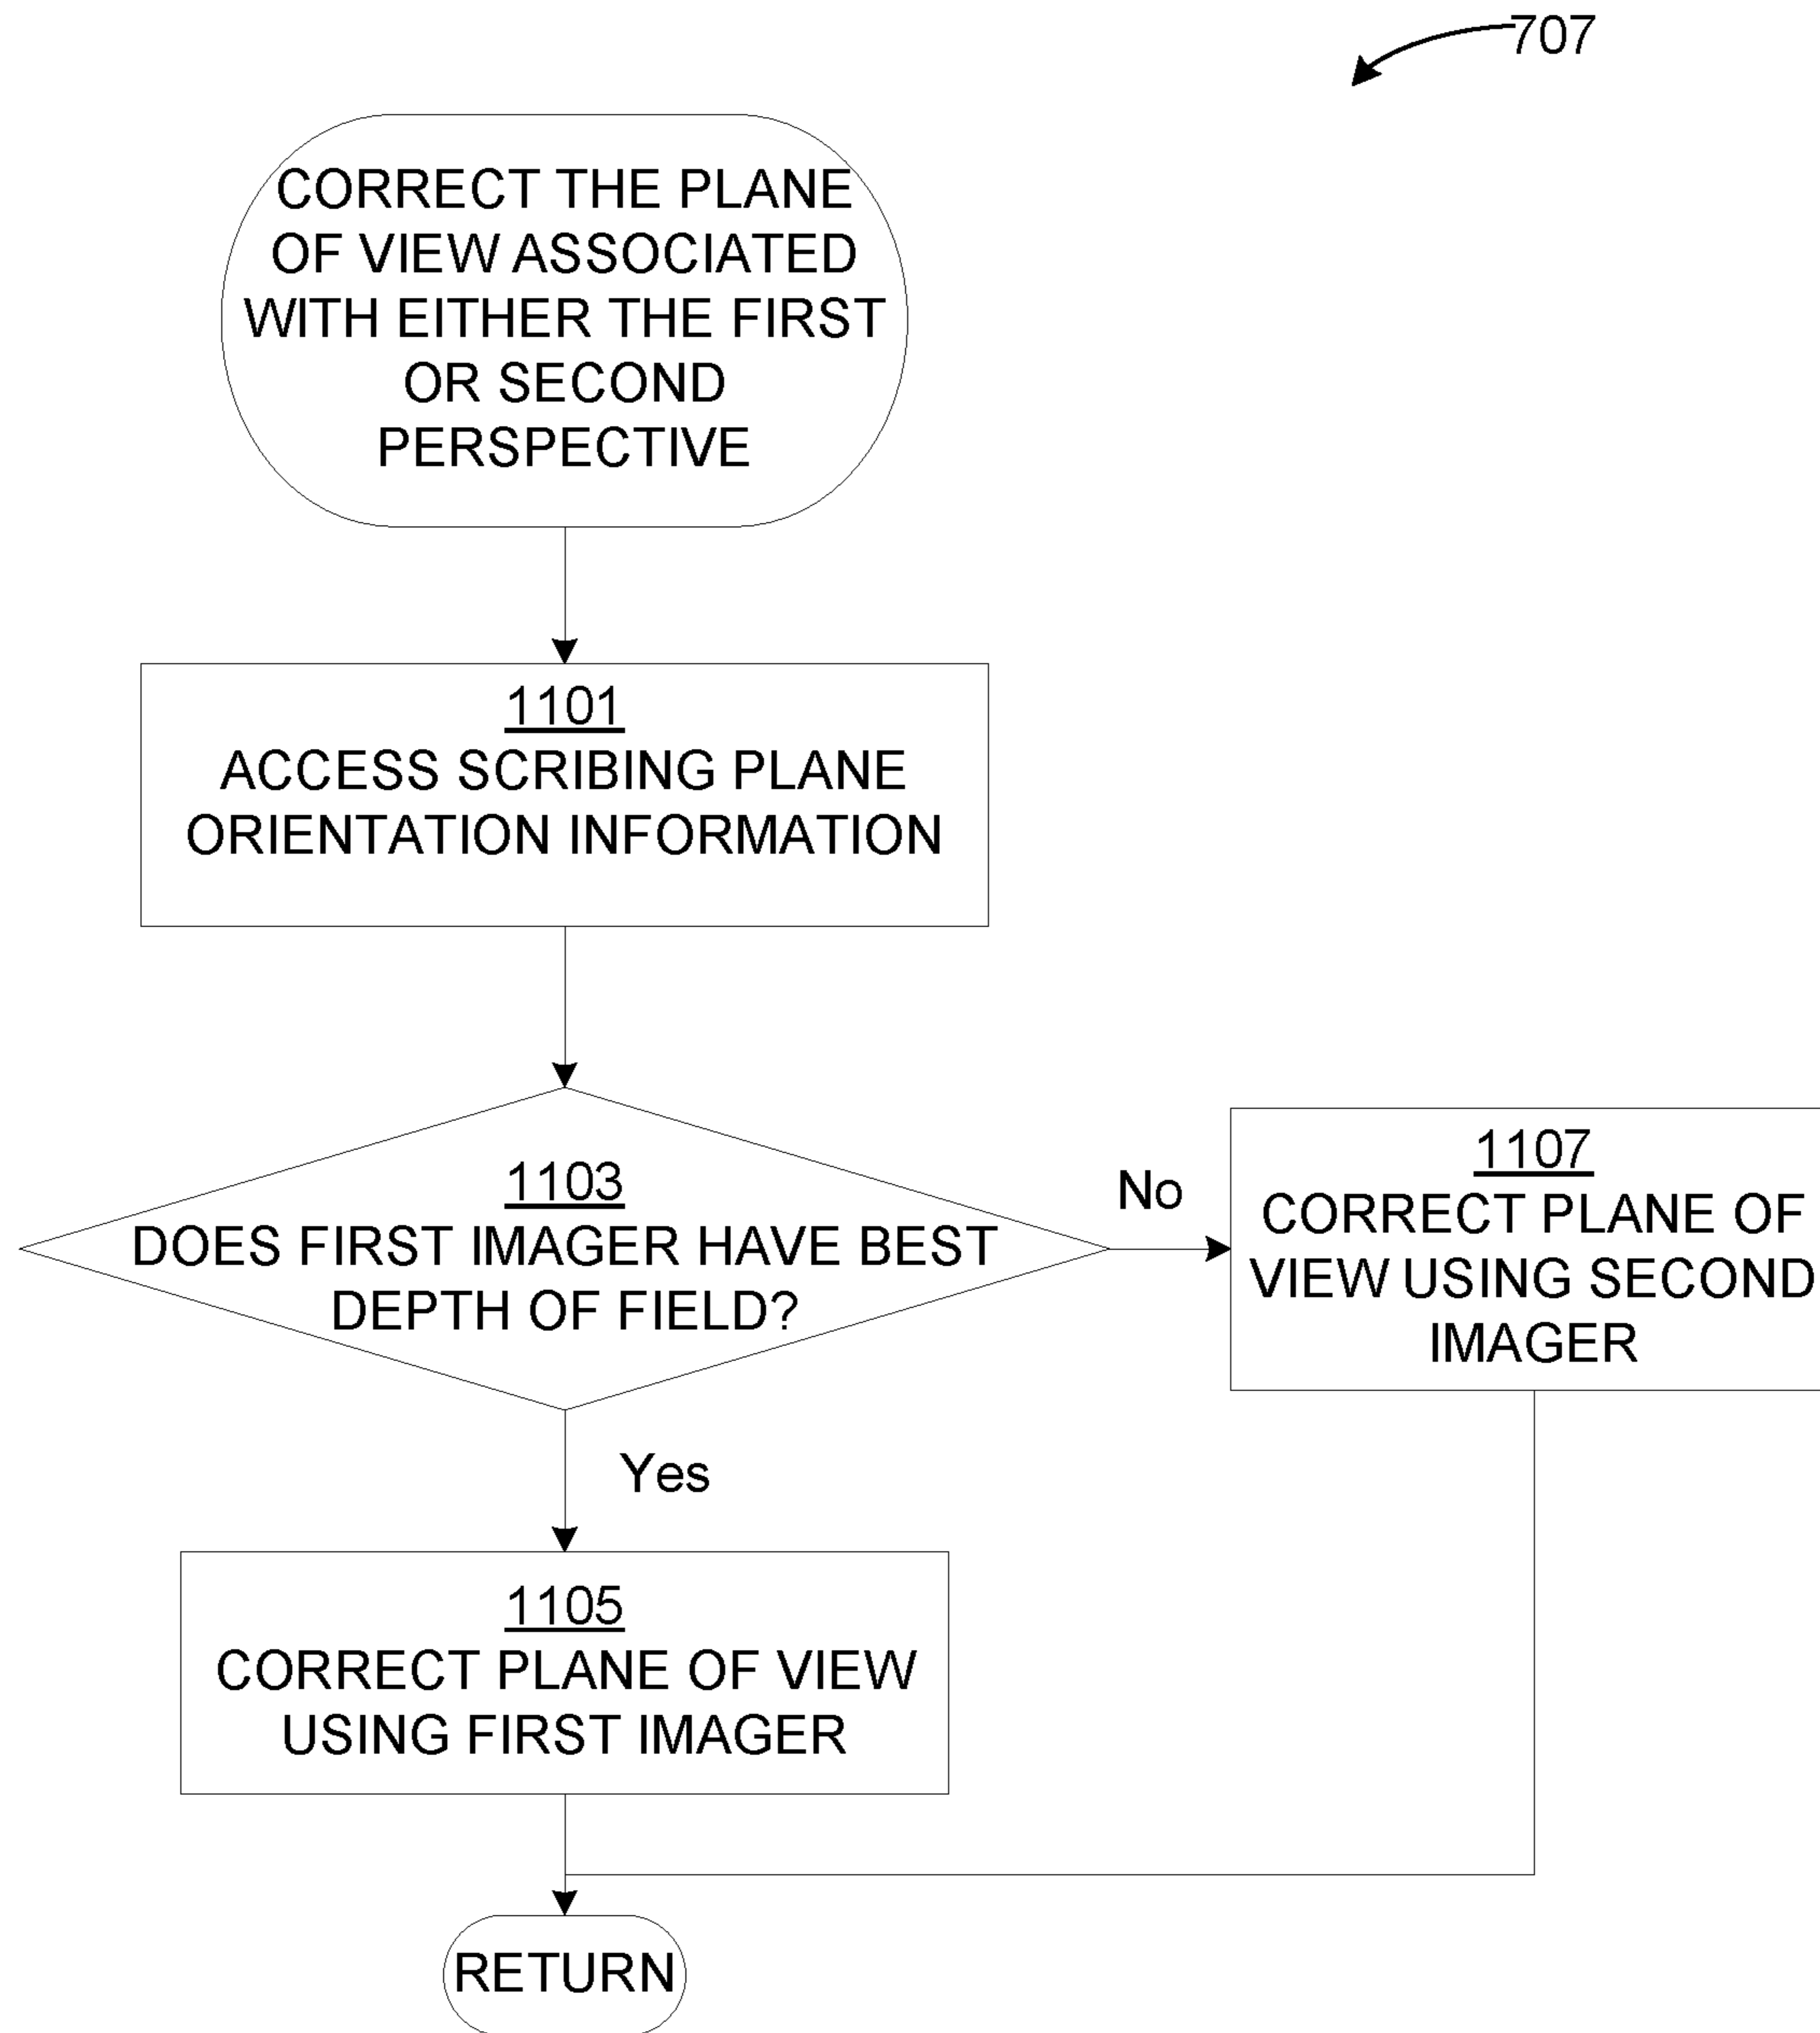 707
CORRECT THE PLANE
OF VIEW ASSOCIATED
WITH EITHER THE FIRST
OR SECOND
PERSPECTIVE
1101
ACCESS SCRIBING PLANE
ORIENTATION INFORMATION
1103
DOES FIRST IMAGER HAVE BEST
DEPTH OF FIELD?
No
1107
CORRECT PLANE OF
VIEW USING SECOND
IMAGER
Yes
1105
CORRECT PLANE OF VIEW
USING FIRST IMAGER
RETURN